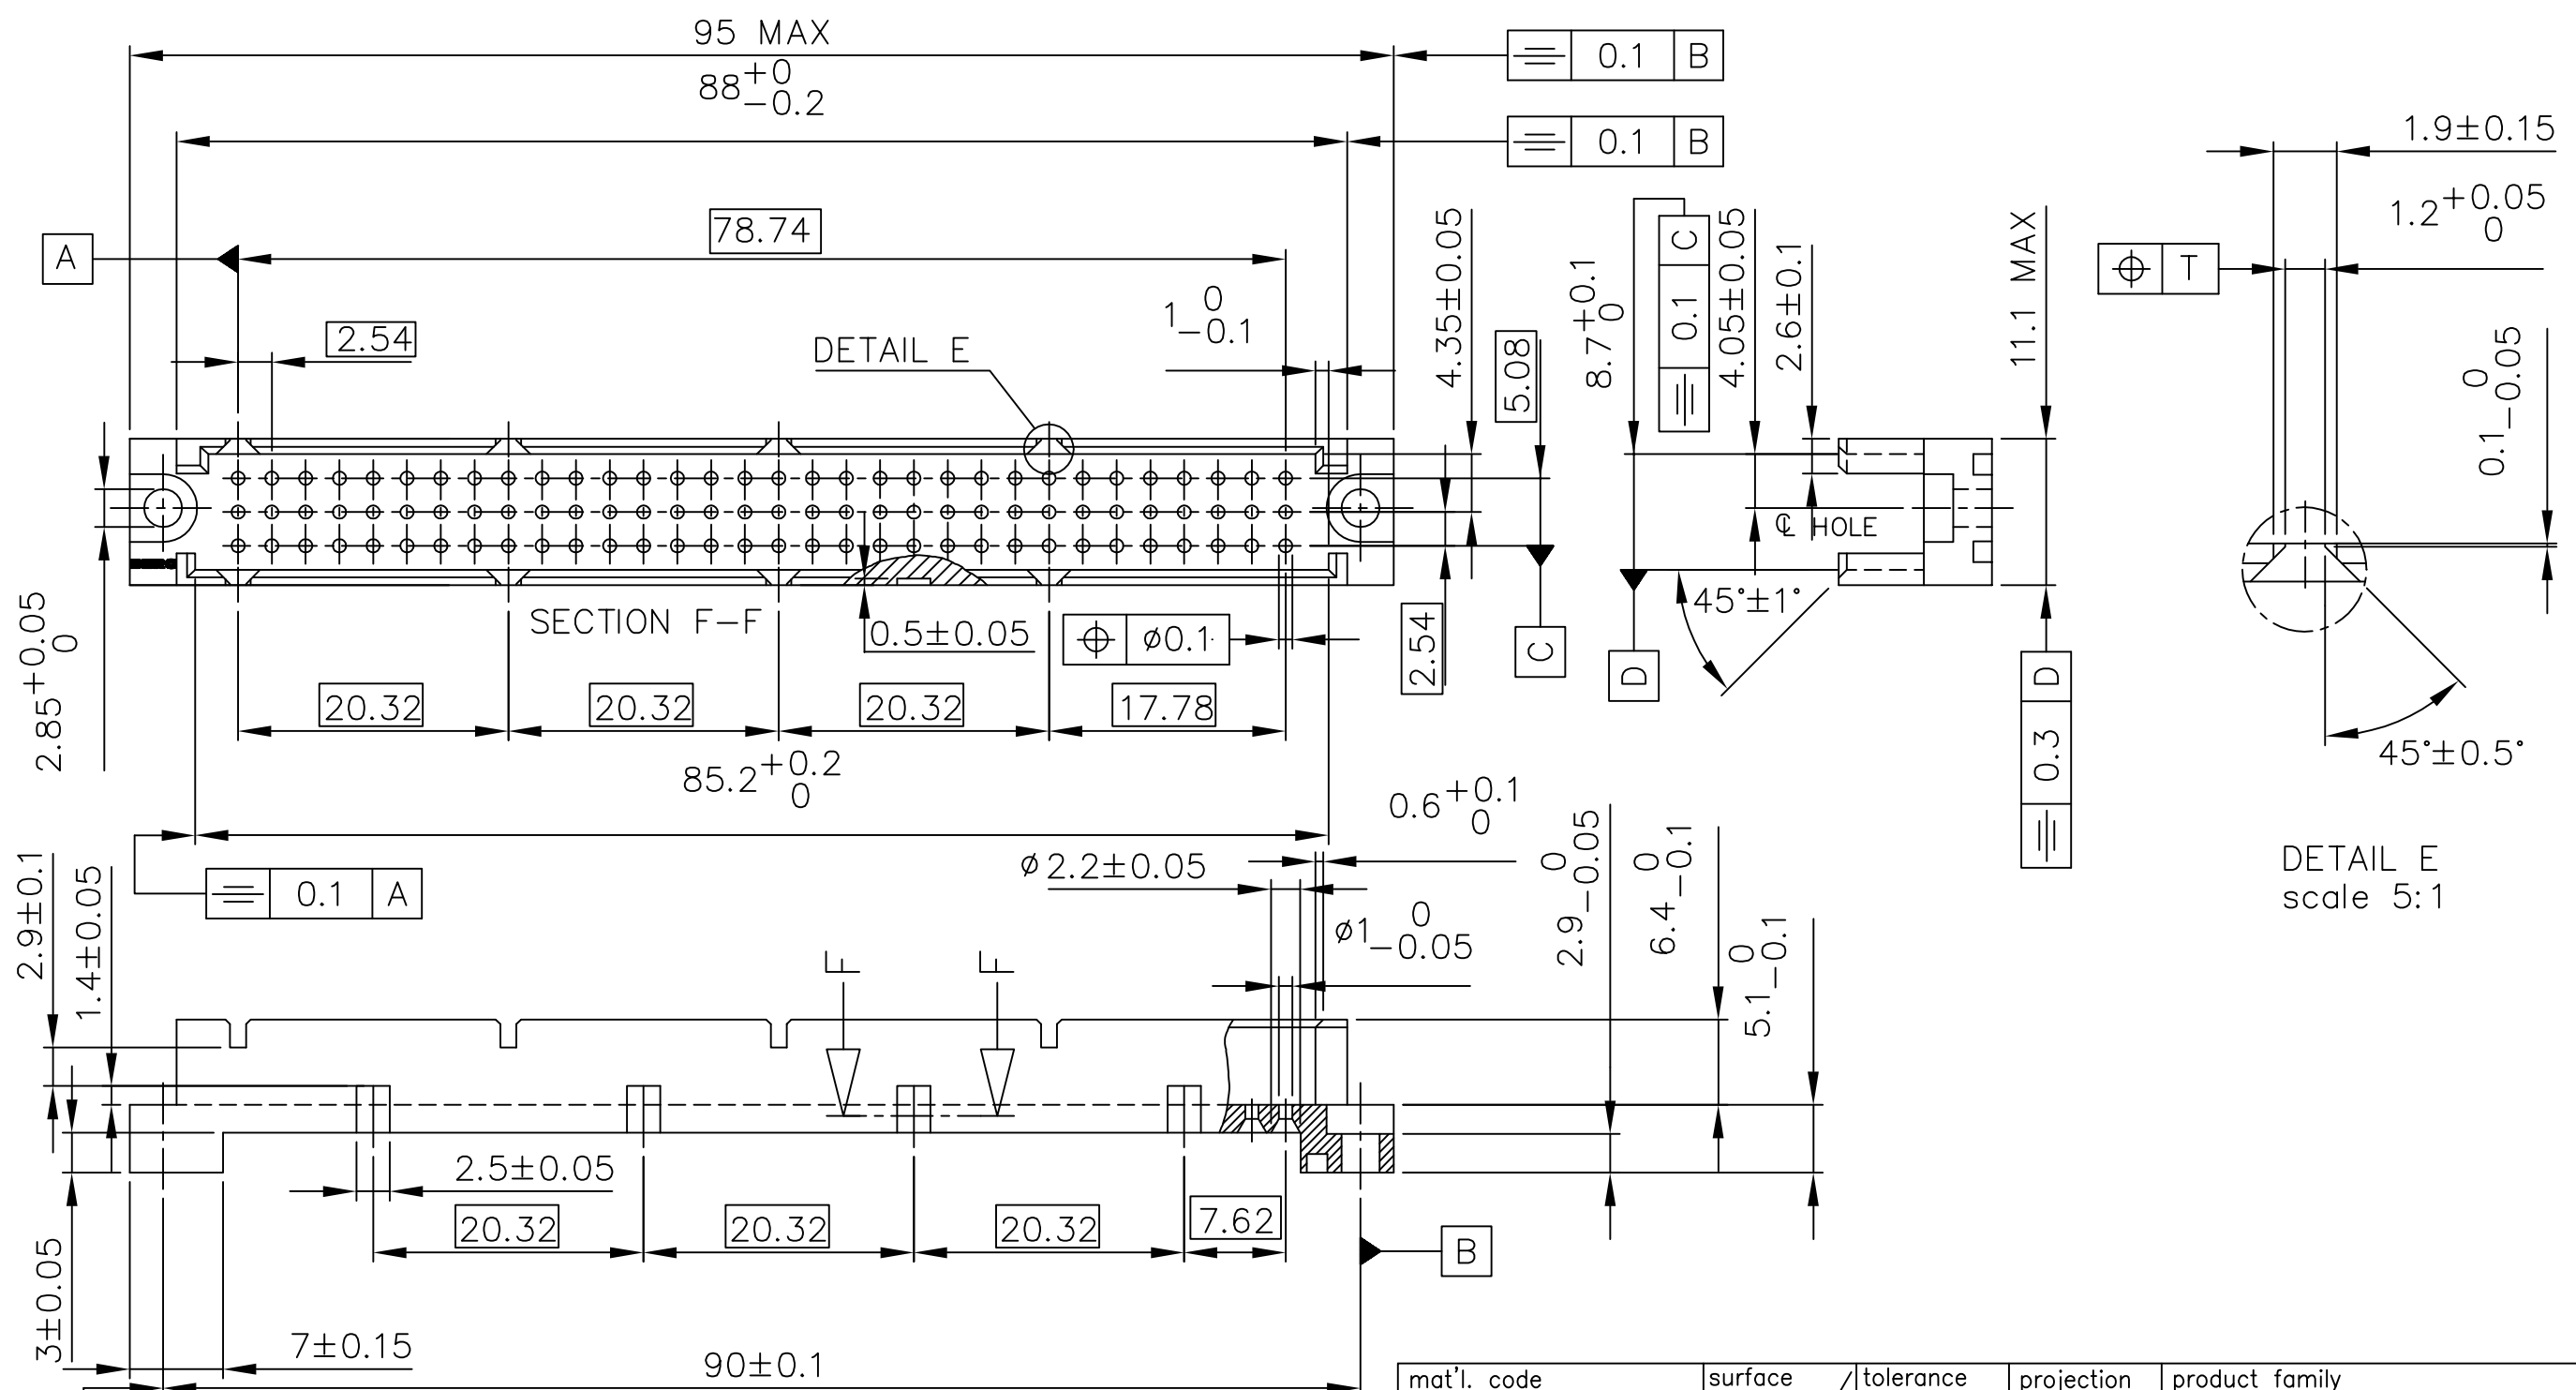 95 MAX
⌯ 0.1 B
88 +0 −0.2
⌯ 0.1 B
1.9±0.15
1.2 +0.05 0
⌖ T
A
78.74
2.54
DETAIL E
1 0 −0.1
4.35±0.05
5.08
8.7 +0.1 0
⌯ 0.1 C
4.05±0.05
2.6±0.1
11.1 MAX
0.1 0 −0.05
℄ HOLE
2.85 +0.05 0
SECTION F–F
0.5±0.05
⌖ ø0.1
2.54
C
D
45°±1°
⌯ 0.3 D
45°±0.5°
20.32
20.32
20.32
17.78
85.2 +0.2 0
0.6 +0.1 0
⌯ 0.1 A
ø2.2±0.05
ø1 0 −0.05
2.9 0 −0.05
6.4 0 −0.1
5.1 0 −0.1
DETAIL E
scale 5:1
2.9±0.1
1.4±0.05
F
F
2.5±0.05
20.32
20.32
20.32
7.62
B
3±0.05
7±0.15
90±0.1
mat'l. code
surface
tolerance
projection
product family